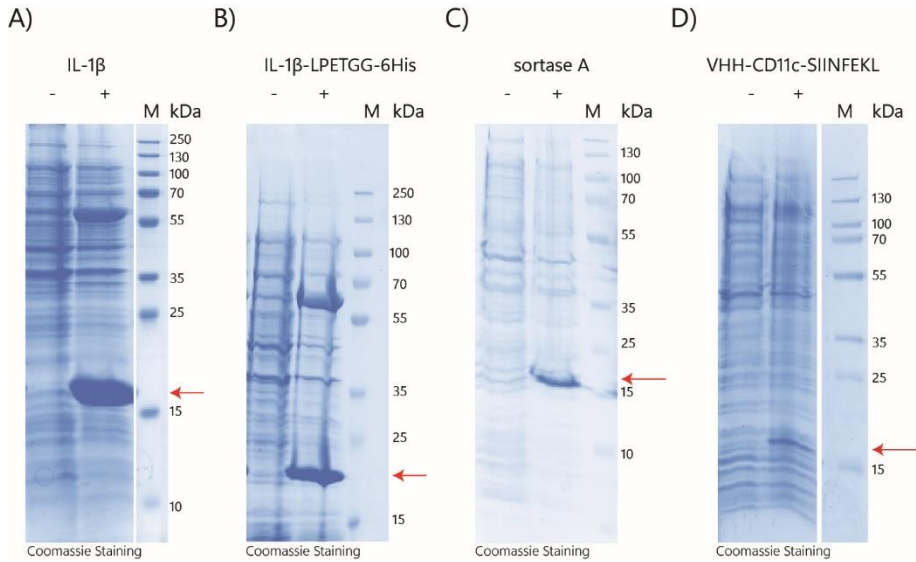 A)
IL-1β
- +
M kDa
250
130
100
70
55
35
25
15
10
Coomassie Staining
B)
IL-1β-LPETGG-6His
- +
M kDa
250
130
100
70
55
35
25
15
Coomassie Staining
C)
sortase A
- +
M kDa
130
100
70
55
35
25
15
10
Coomassie Staining
D)
VHH-CD11c-SIINFEKL
- +
M kDa
130
100
70
55
35
25
15
Coomassie Staining